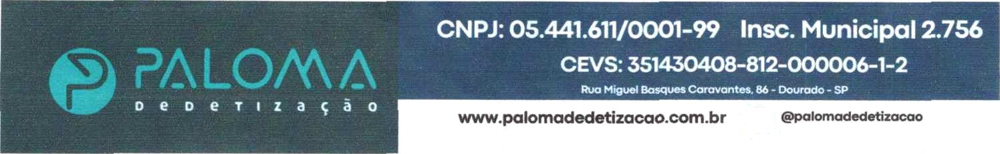 PALOMA
DeDeTIZação
CNPJ: 05.441.611/0001-99 Insc. Municipal 2.756
CEVS: 351430408-812-000006-1-2
Rua Miguel Basques Caravantes, 86 - Dourado - SP
www.palomadedetizacao.com.br @palomadedetizacao